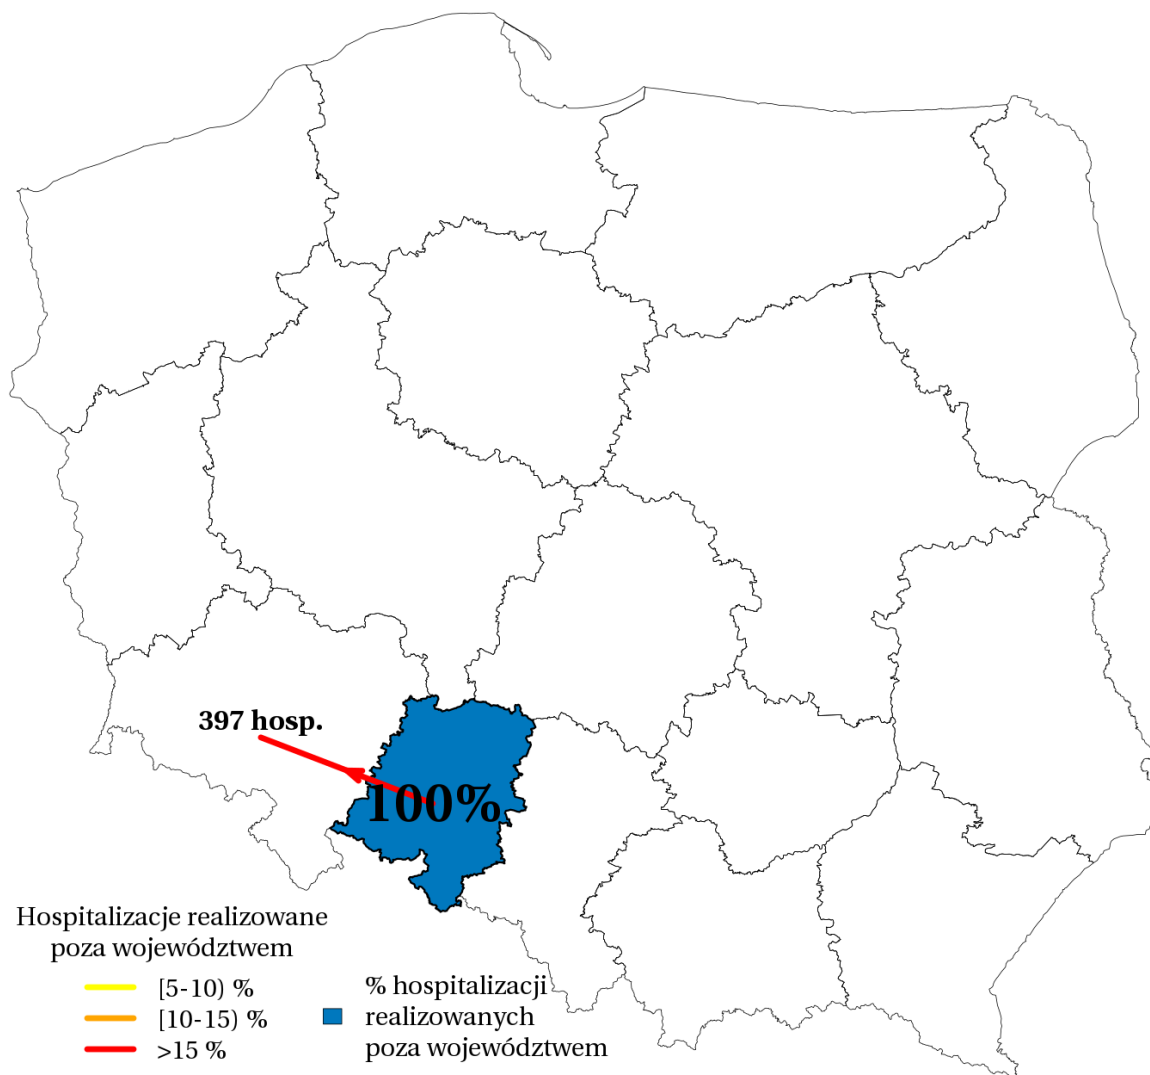 397 hosp.
100%
Hospitalizacje realizowane
poza województwem
[5-10) %
[10-15) %
>15 %
% hospitalizacji
realizowanych
poza województwem